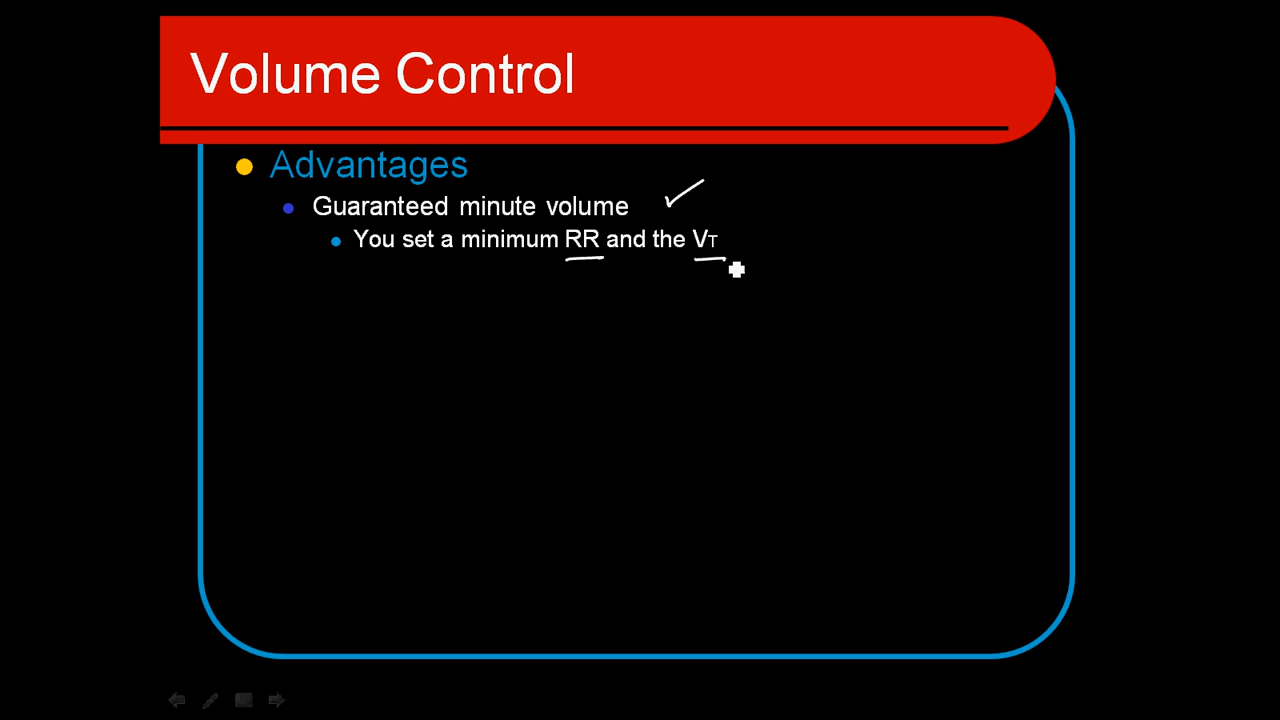 Volume Control
Advantages
Guaranteed minute volume
You set a minimum RR and the VT